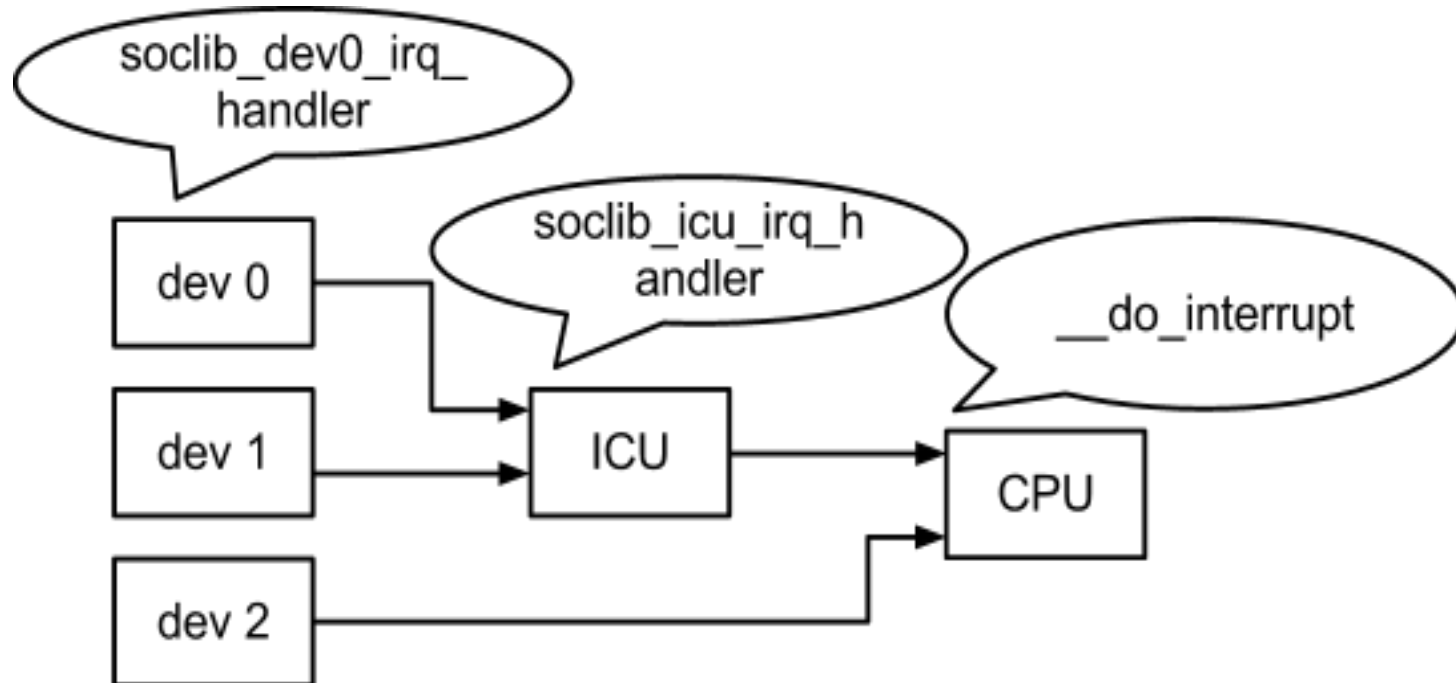 soclib_dev0_irq_
handler
soclib_icu_irq_h
andler
__do_interrupt
dev 0
dev 1
ICU
CPU
dev 2